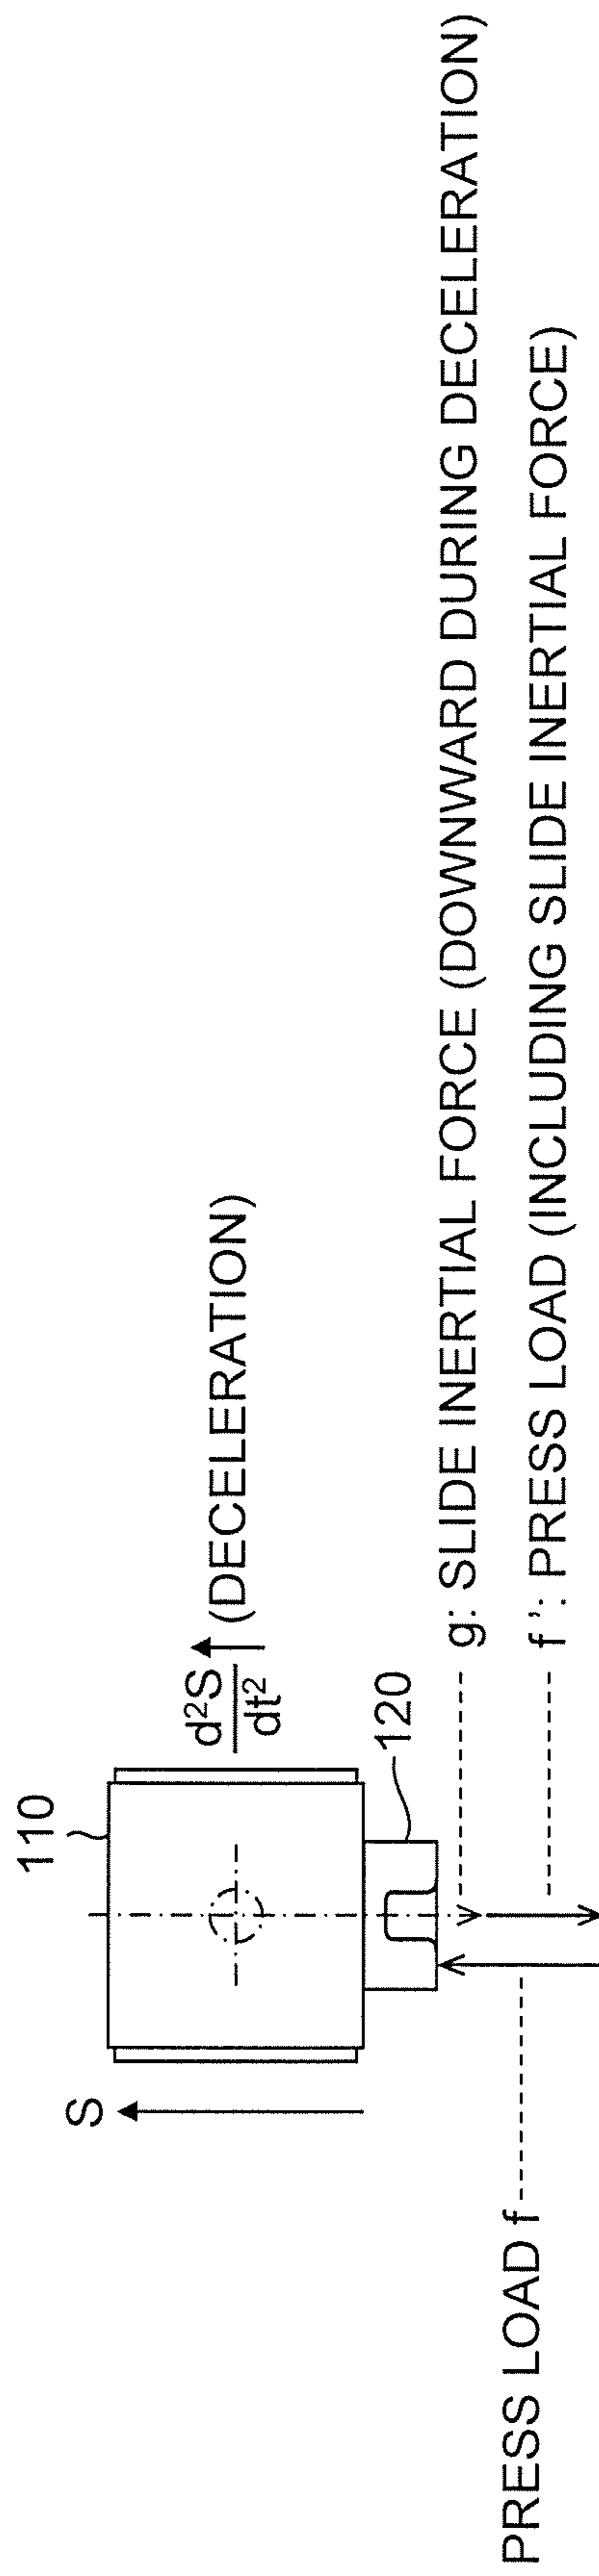 110
S
d²S
dt²
(DECELERATION)
120
g: SLIDE INERTIAL FORCE (DOWNWARD DURING DECELERATION)
PRESS LOAD f
f': PRESS LOAD (INCLUDING SLIDE INERTIAL FORCE)